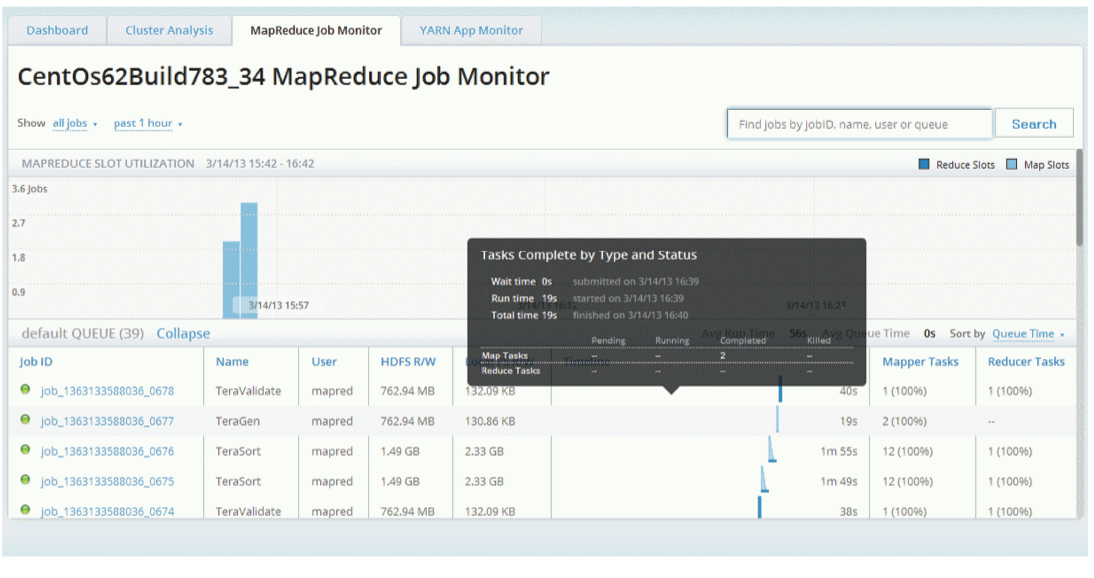 Dashboard Cluster Analysis MapReduce Job Monitor YARN App Monitor
CentOs62Build783_34 MapReduce Job Monitor
Show all jobs past 1 hour Find jobs by jobID, name, user or queue Search
MAPREDUCE SLOT UTILIZATION 3/14/13 15:42 - 16:42 Reduce Slots Map Slots
3.6 Jobs
2.7
1.8
0.9
3/14/13 15:57 3/14/13 16:27
Tasks Complete by Type and Status
Wait time 0s submitted on 3/14/13 16:39
Run time 19s started on 3/14/13 16:39
Total time 19s finished on 3/14/13 16:40
Pending Running Completed Killed
Map Tasks -- -- 2 --
Reduce Tasks -- -- -- --
default QUEUE (39) Collapse Avg Run Time 56s Avg Queue Time 0s Sort by Queue Time
Job ID Name User HDFS R/W Timeline Mapper Tasks Reducer Tasks
job_1363133588036_0678 TeraValidate mapred 762.94 MB 132.09 KB 40s 1 (100%) 1 (100%)
job_1363133588036_0677 TeraGen mapred 762.94 MB 130.86 KB 19s 2 (100%) --
job_1363133588036_0676 TeraSort mapred 1.49 GB 2.33 GB 1m 55s 12 (100%) 1 (100%)
job_1363133588036_0675 TeraSort mapred 1.49 GB 2.33 GB 1m 49s 12 (100%) 1 (100%)
job_1363133588036_0674 TeraValidate mapred 762.94 MB 132.09 KB 38s 1 (100%) 1 (100%)